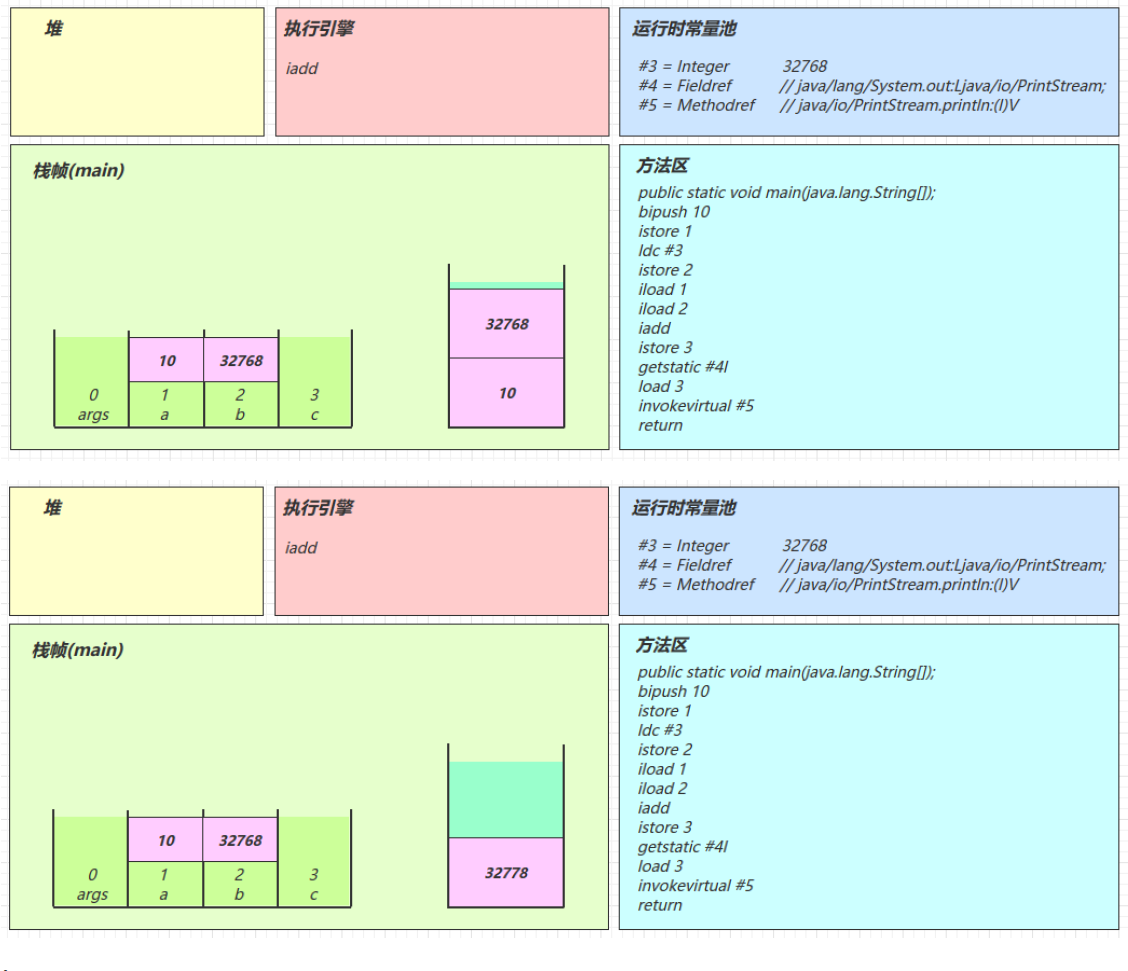 堆
执行引擎
iadd
运行时常量池
#3 = Integer 32768
#4 = Fieldref // java/lang/System.out:Ljava/io/PrintStream;
#5 = Methodref // java/io/PrintStream.println:(I)V
栈帧(main)
32768
10 32768
10
0 1 2 3
args a b c
方法区
public static void main(java.lang.String[]);
bipush 10
istore 1
ldc #3
istore 2
iload 1
iload 2
iadd
istore 3
getstatic #4I
load 3
invokevirtual #5
return
堆
执行引擎
iadd
运行时常量池
#3 = Integer 32768
#4 = Fieldref // java/lang/System.out:Ljava/io/PrintStream;
#5 = Methodref // java/io/PrintStream.println:(I)V
栈帧(main)
10 32768
32778
0 1 2 3
args a b c
方法区
public static void main(java.lang.String[]);
bipush 10
istore 1
ldc #3
istore 2
iload 1
iload 2
iadd
istore 3
getstatic #4I
load 3
invokevirtual #5
return